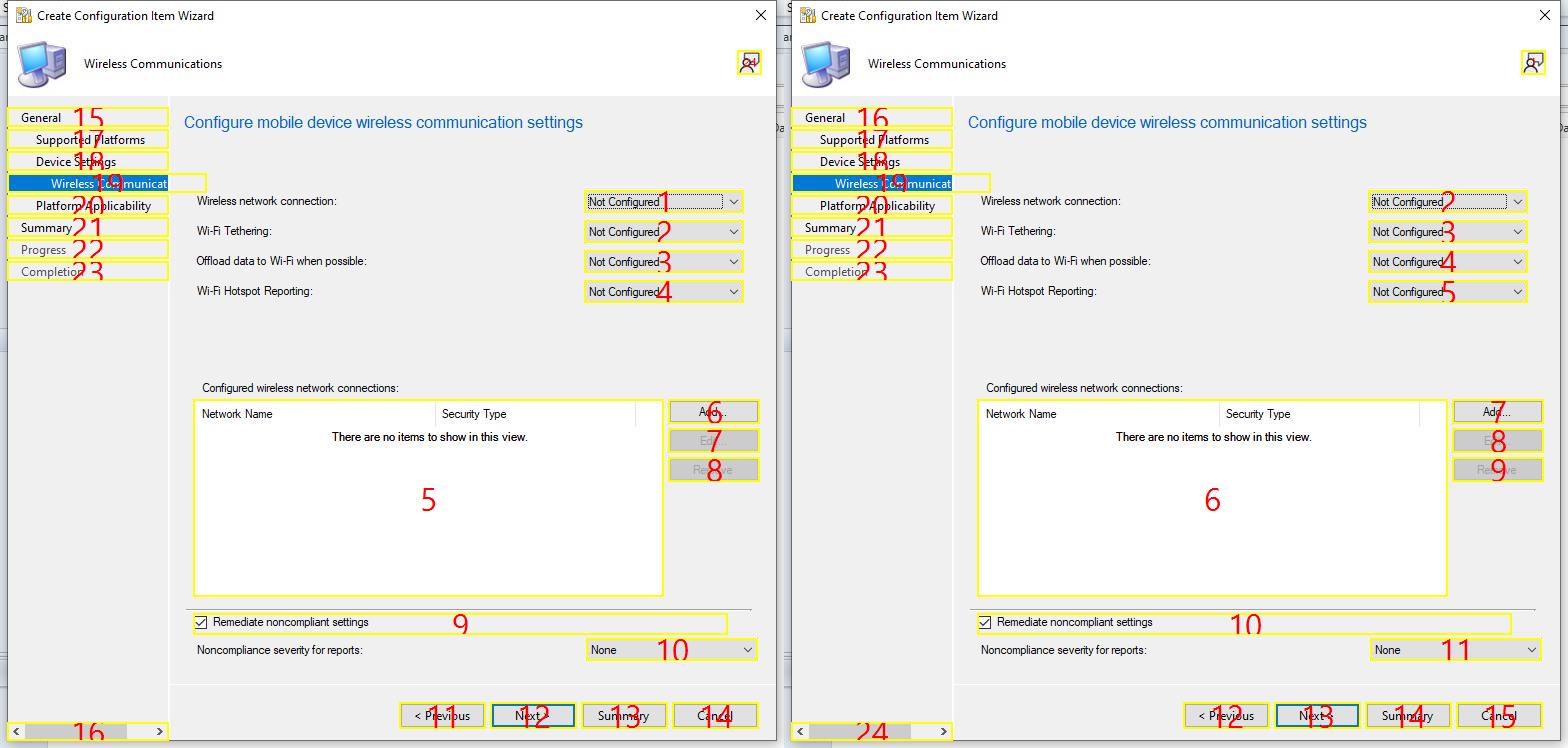 Create Configuration Item Wizard
Wireless Communications
24
General 15
Supported Platforms 17
Device Settings 18
Wireless Communicat 19
Platform Applicability 20
Summary 21
Progress 22
Completion 23
16
Configure mobile device wireless communication settings
Wireless network connection: Not Configured 1
Wi-Fi Tethering: Not Configured 2
Offload data to Wi-Fi when possible: Not Configured 3
Wi-Fi Hotspot Reporting: Not Configured 4
Configured wireless network connections:
Network Name Security Type
There are no items to show in this view.
5
Add... 6
7
Remove 8
Remediate noncompliant settings 9
Noncompliance severity for reports: None 10
< Previous 11
Next > 12
Summary 13
Cancel 14
Create Configuration Item Wizard
Wireless Communications
General 16
Supported Platforms 17
Device Settings 18
Wireless Communicat 19
Platform Applicability 20
Summary 21
Progress 22
Completion 23
24
Configure mobile device wireless communication settings
Wireless network connection: Not Configured 2
Wi-Fi Tethering: Not Configured 3
Offload data to Wi-Fi when possible: Not Configured 4
Wi-Fi Hotspot Reporting: Not Configured 5
Configured wireless network connections:
Network Name Security Type
There are no items to show in this view.
6
Add... 7
8
Remove 9
Remediate noncompliant settings 10
Noncompliance severity for reports: None 11
< Previous 12
Next > 13
Summary 14
Cancel 15